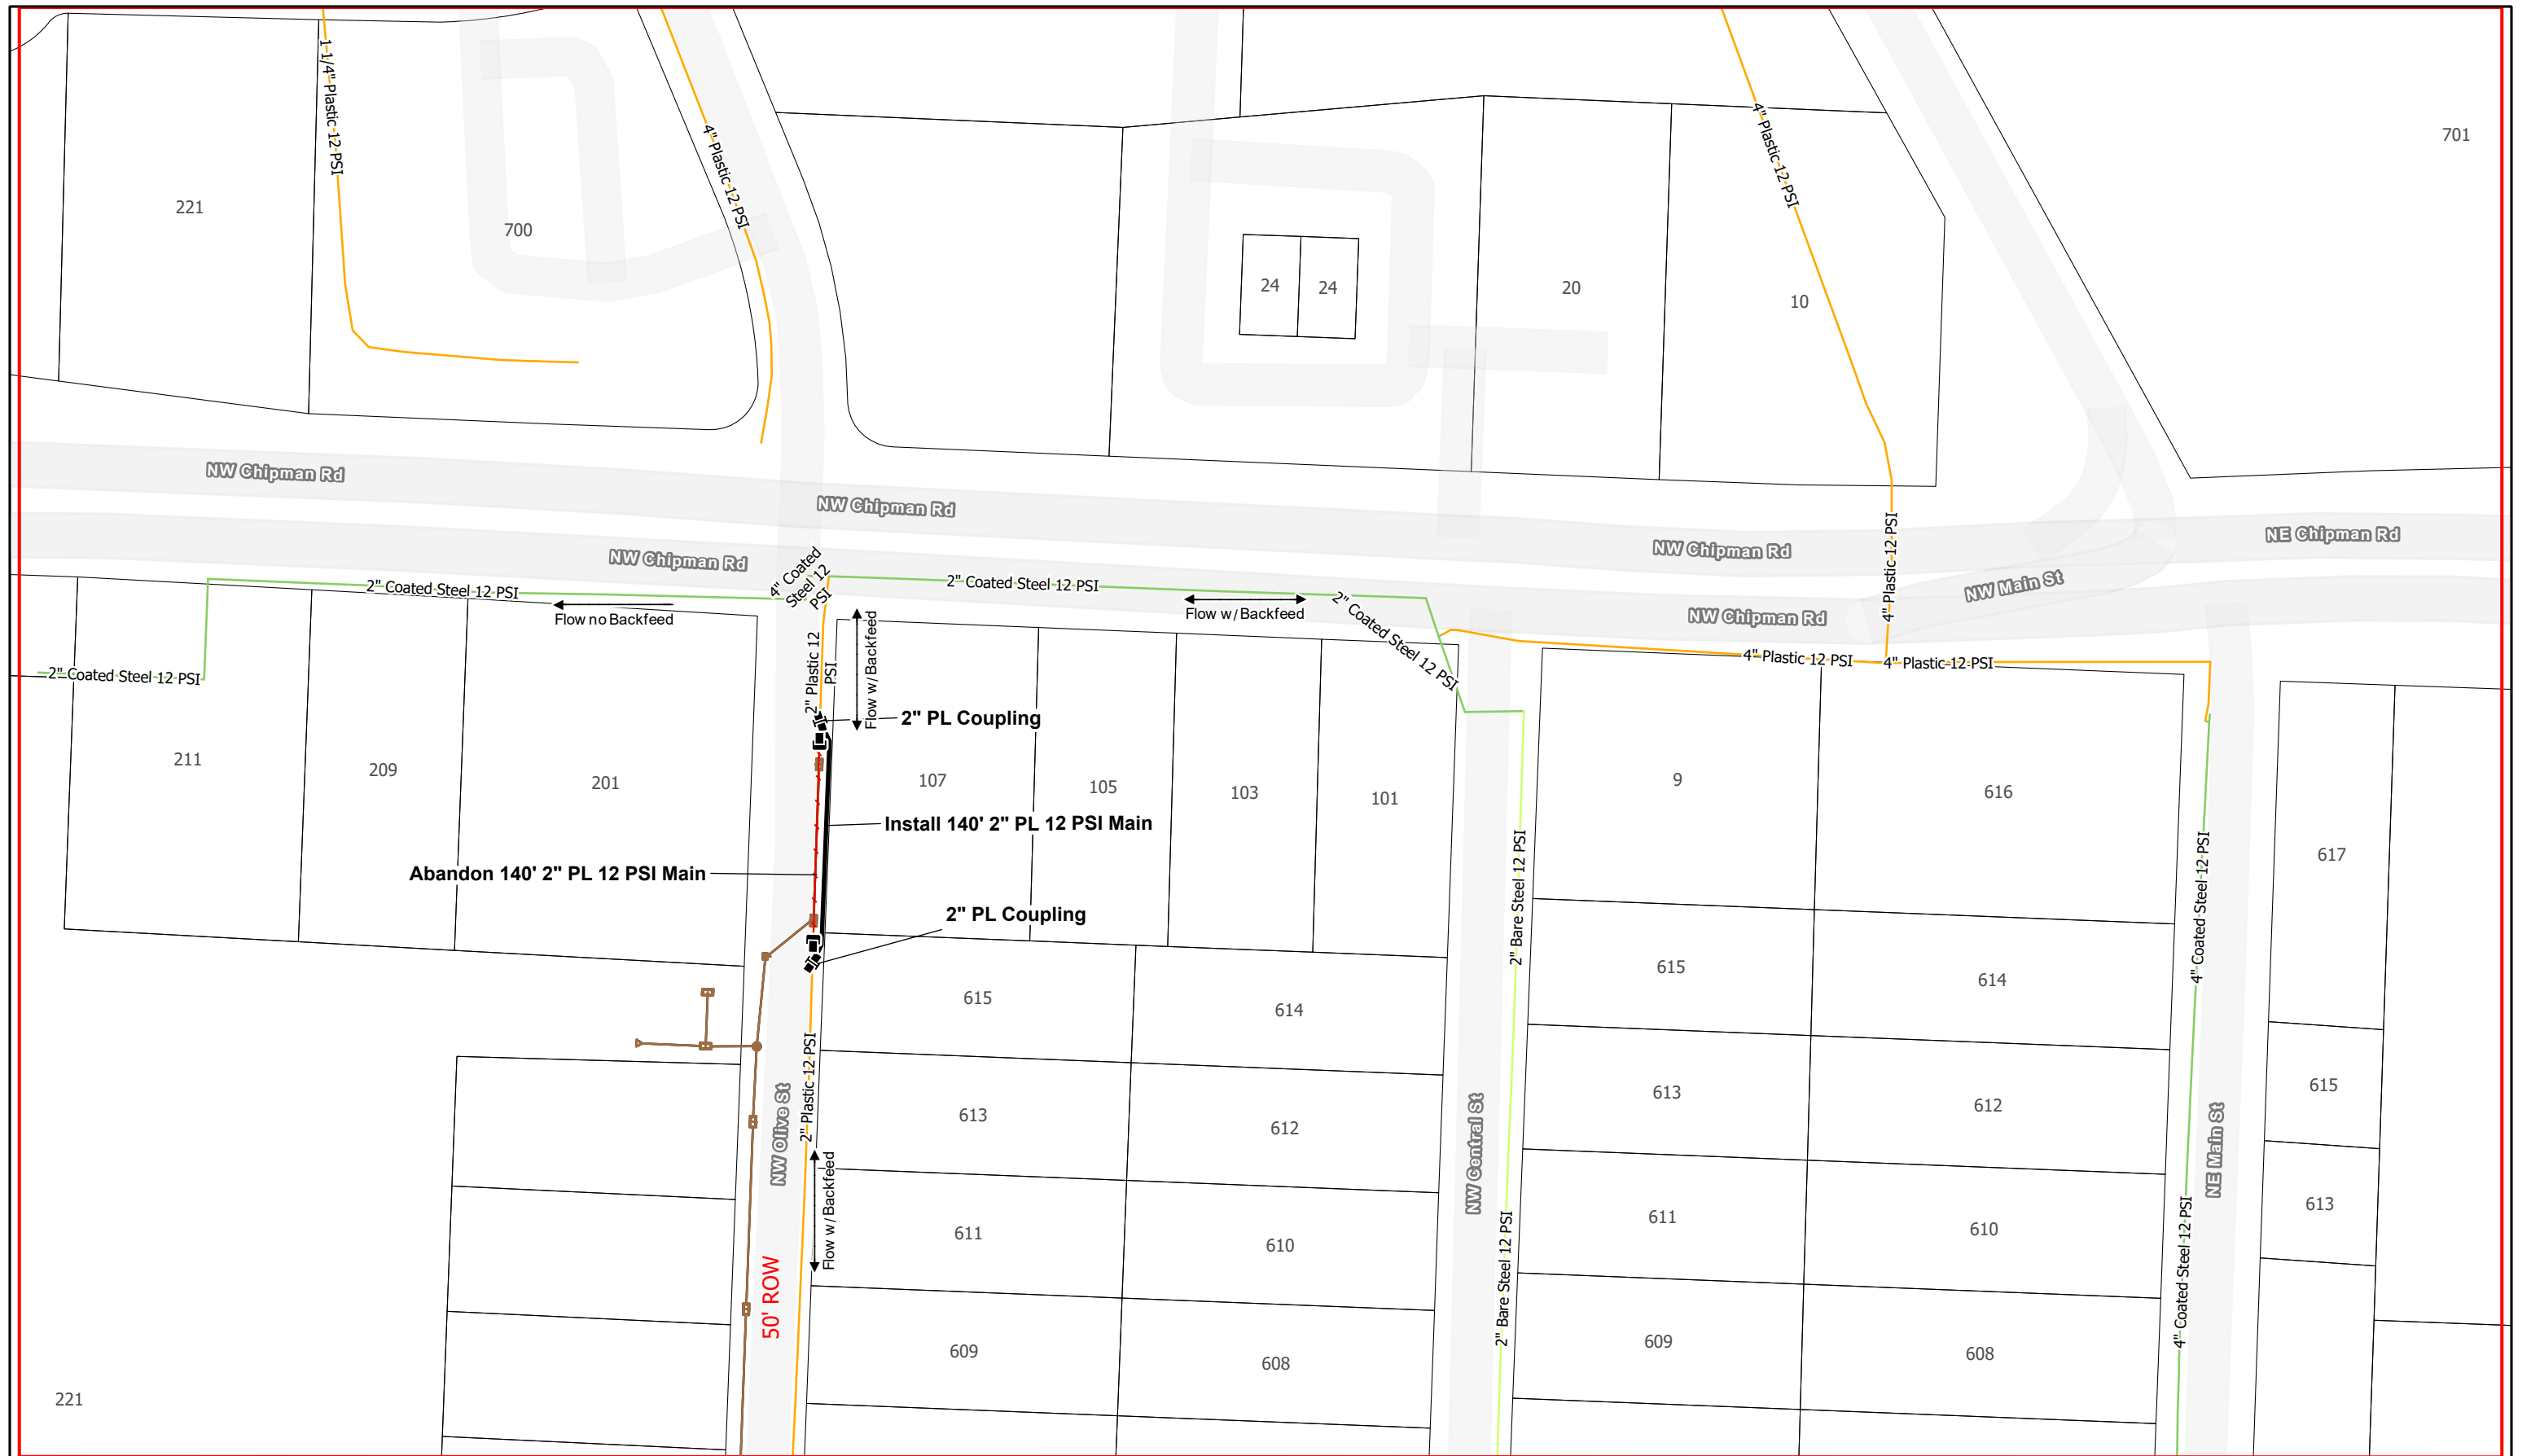 1 1/4" Plastic 12 PSI
4" Plastic 12 PSI
4" Plastic 12 PSI
701
221
700
24
24
20
10
NW Chipman Rd
NW Chipman Rd
NW Chipman Rd
NE Chipman Rd
NW Chipman Rd
4" Plastic 12 PSI
NW Main St
NW Chipman Rd
2" Coated Steel 12 PSI
4" Coated
Steel 12
PSI
2" Coated Steel 12 PSI
2" Coated Steel 12 PSI
Flow no Backfeed
Flow w/ Backfeed
2" Plastic 12
PSI
Flow w/ Backfeed
2" Coated Steel 12 PSI
4" Plastic 12 PSI
4" Plastic 12 PSI
2" PL Coupling
211
209
201
107
105
103
101
9
616
617
Install 140' 2" PL 12 PSI Main
Abandon 140' 2" PL 12 PSI Main
2" PL Coupling
2" Bare Steel 12 PSI
4" Coated Steel 12 PSI
615
614
615
614
2" Plastic 12 PSI
NW Olive St
613
612
613
612
615
NW Central St
NE Main St
613
Flow w/ Backfeed
611
610
611
610
50' ROW
2" Bare Steel 12 PSI
4" Coated Steel 12 PSI
609
608
609
608
221